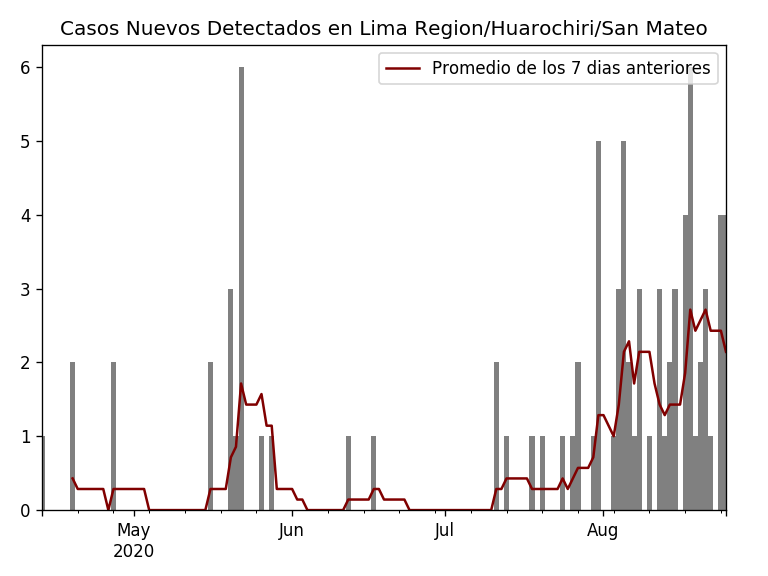 Casos Nuevos Detectados en Lima Region/Huarochiri/San Mateo
Promedio de los 7 dias anteriores
6
5
4
3
2
1
0
May
2020
Jun
Jul
Aug